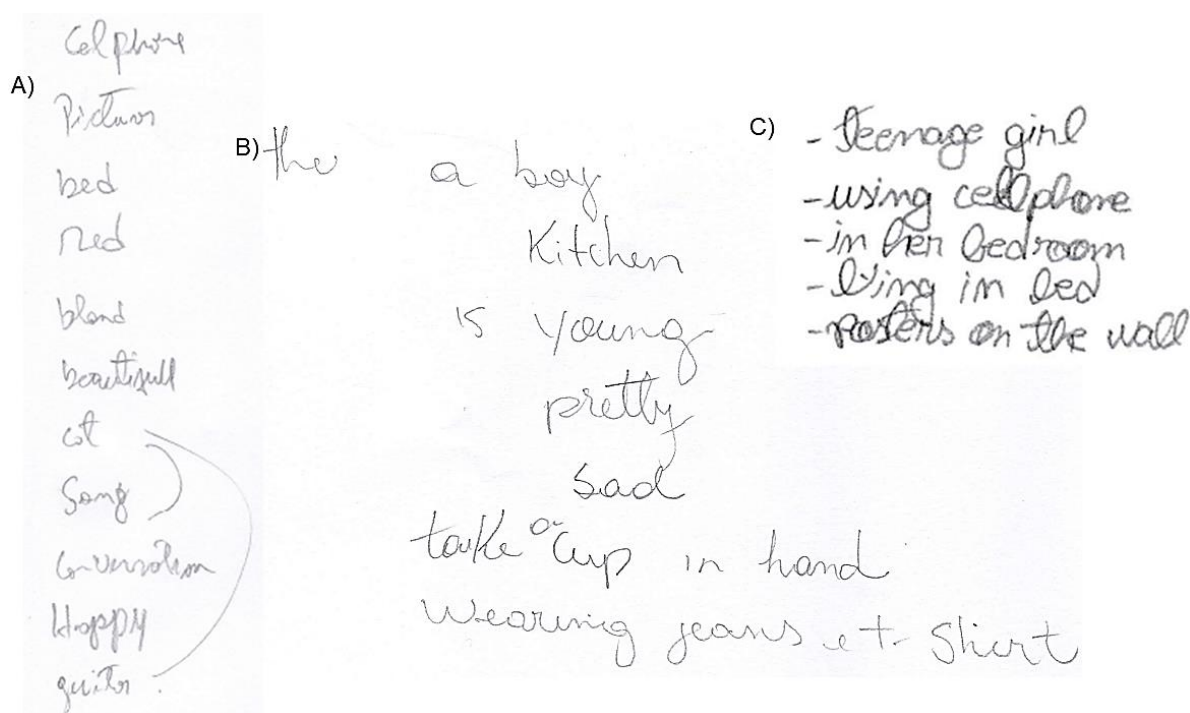 A)
Celphone
Pictures
bed
red
blond
beautifull
cat
Song
conversation
Happy
guitar.
B)
the a boy
Kitchen
is young
pretty
sad
take a cup in hand
Wearing jeans et t-Shirt
C)
- teenage girl
- using cellphone
- in her bedroom
- lying in bed
- posters on the wall